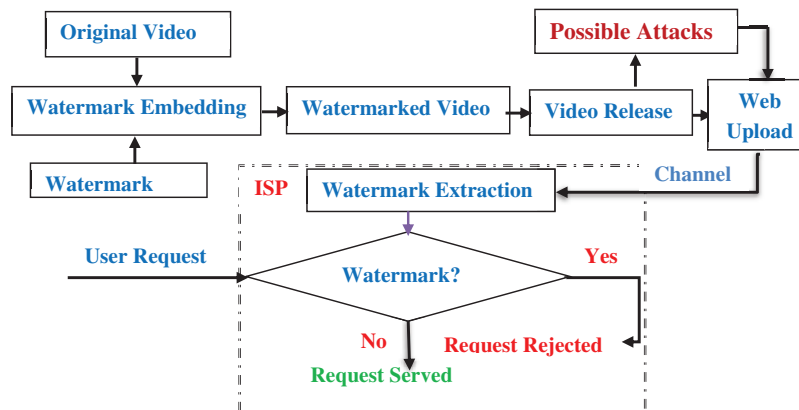 Original Video
Possible Attacks
Watermark Embedding
Watermarked Video
Video Release
Web
Upload
Watermark
ISP
Watermark Extraction
Channel
User Request
Watermark?
Yes
No
Request Rejected
Request Served